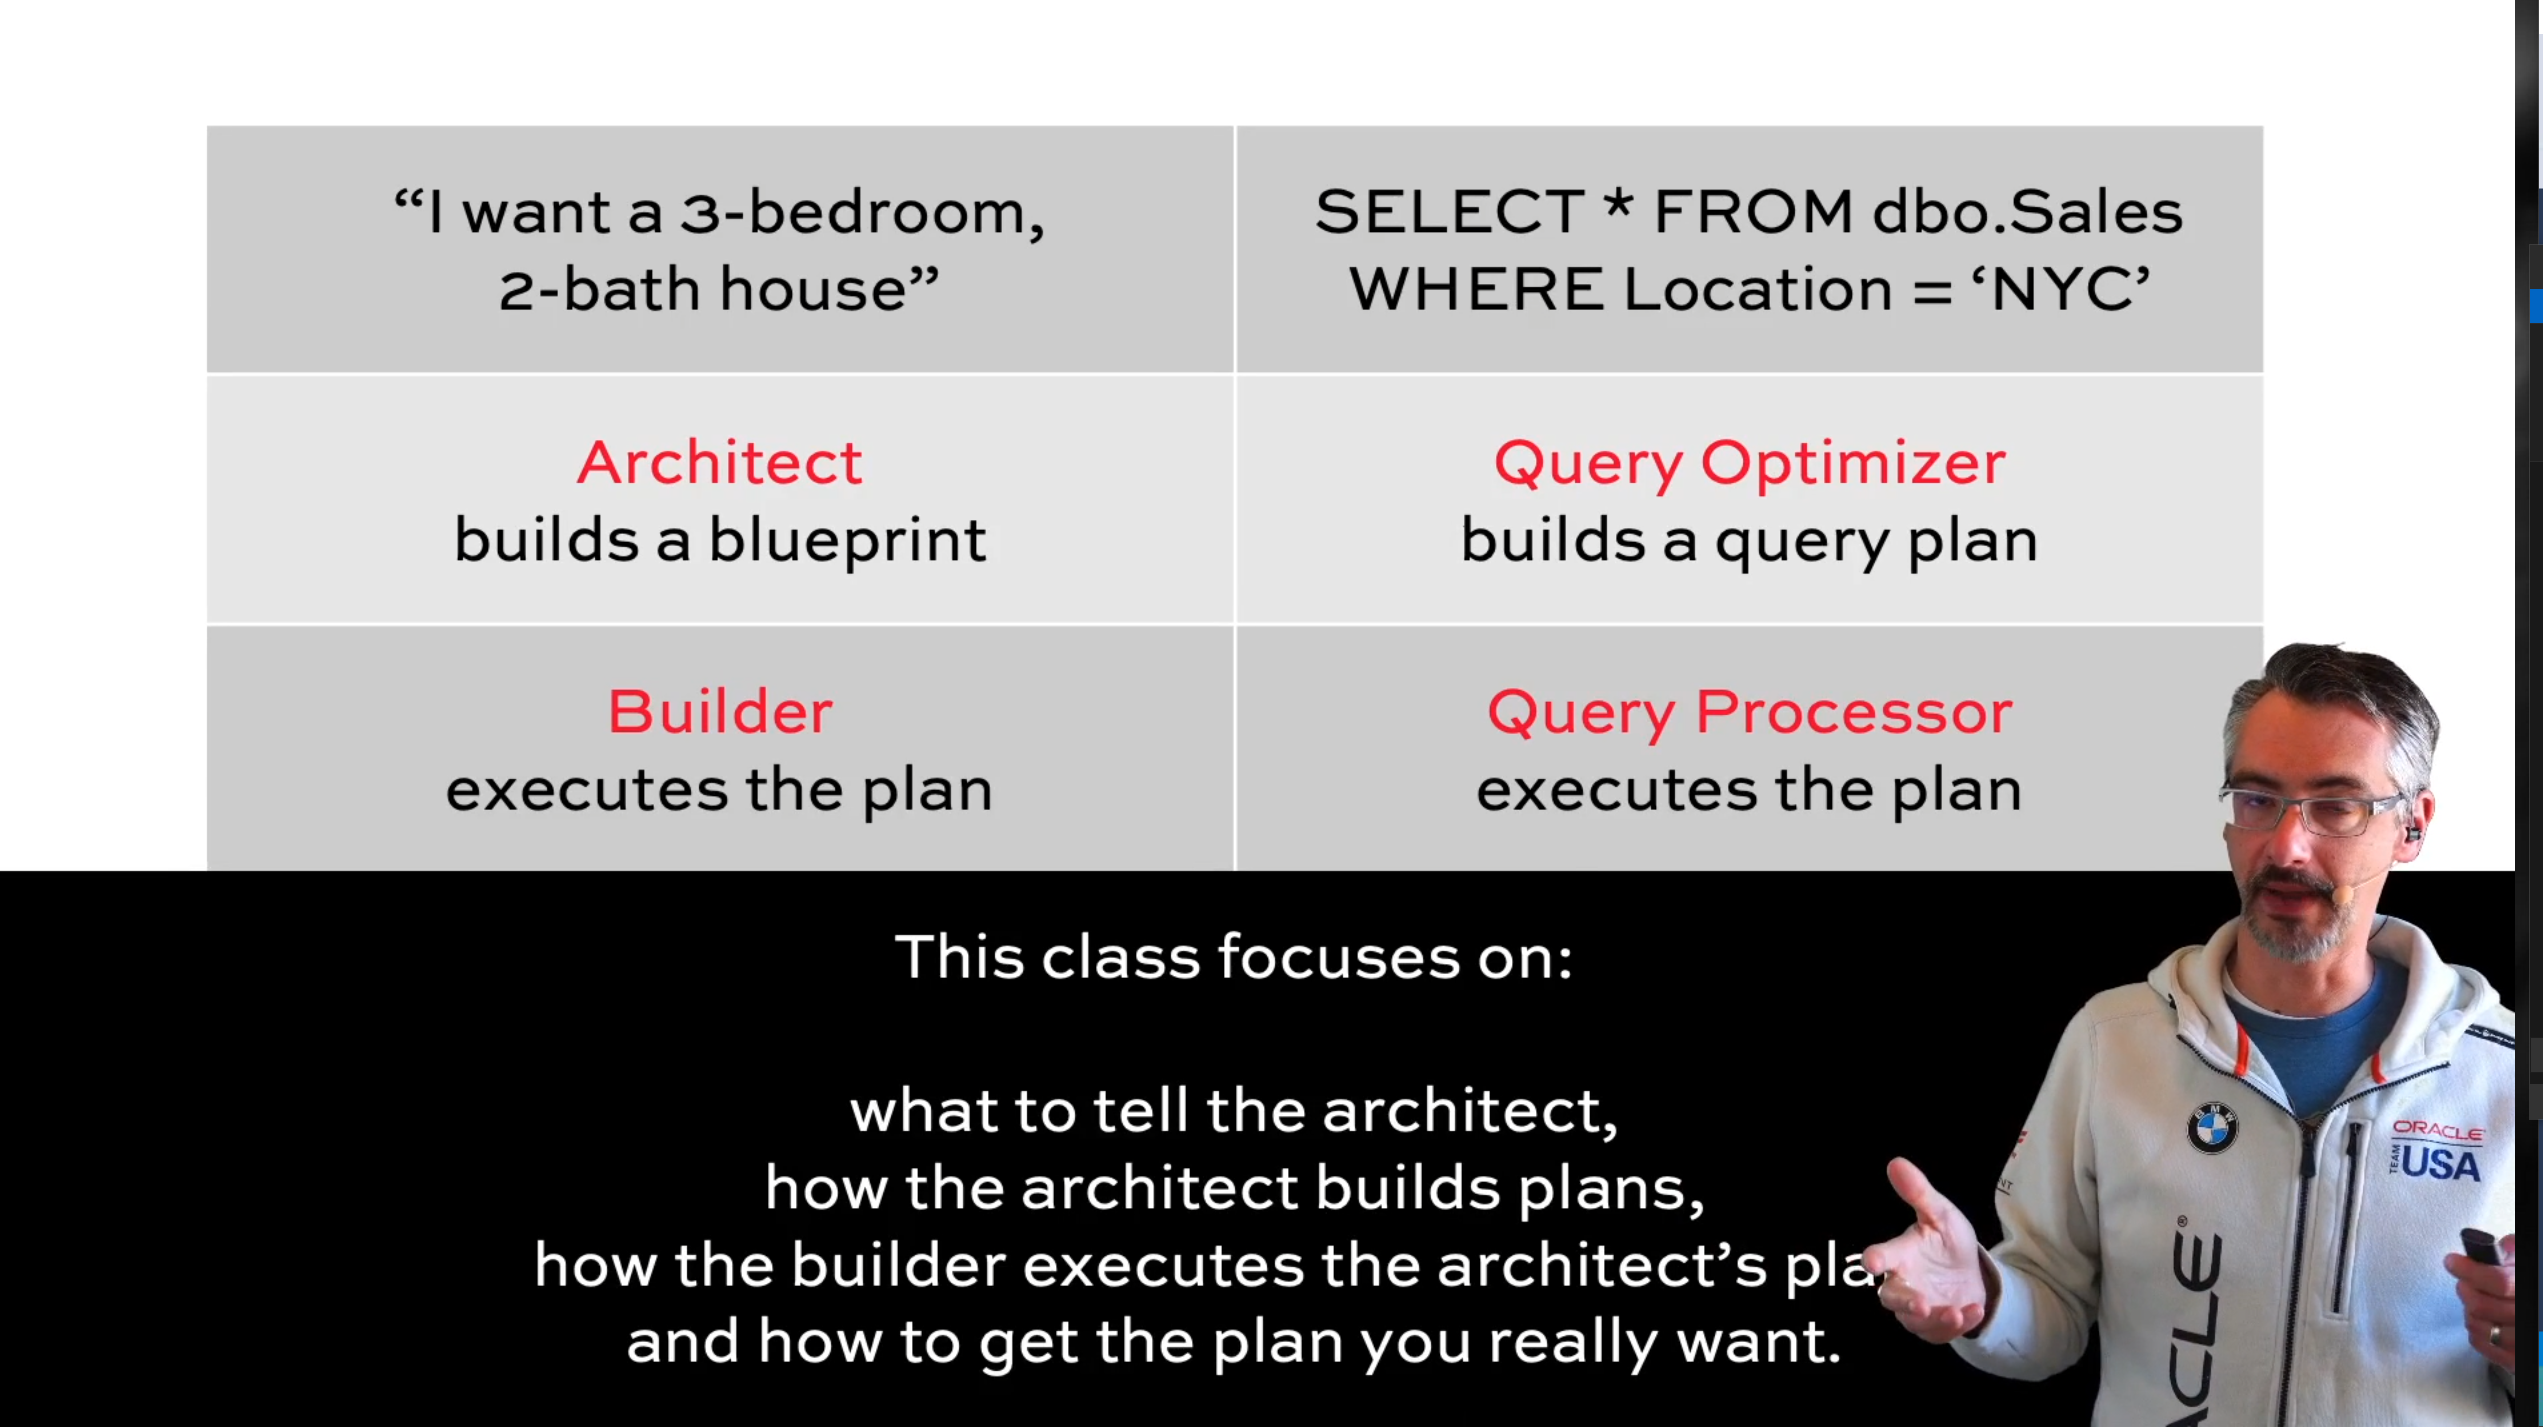 “I want a 3-bedroom,
2-bath house”
SELECT * FROM dbo.Sales
WHERE Location = ‘NYC’
Architect
builds a blueprint
Query Optimizer
builds a query plan
Builder
executes the plan
Query Processor
executes the plan
This class focuses on:
what to tell the architect,
how the architect builds plans,
how the builder executes the architect’s pla
and how to get the plan you really want.
BMW
ORACLE
TEAM
USA
ACLE